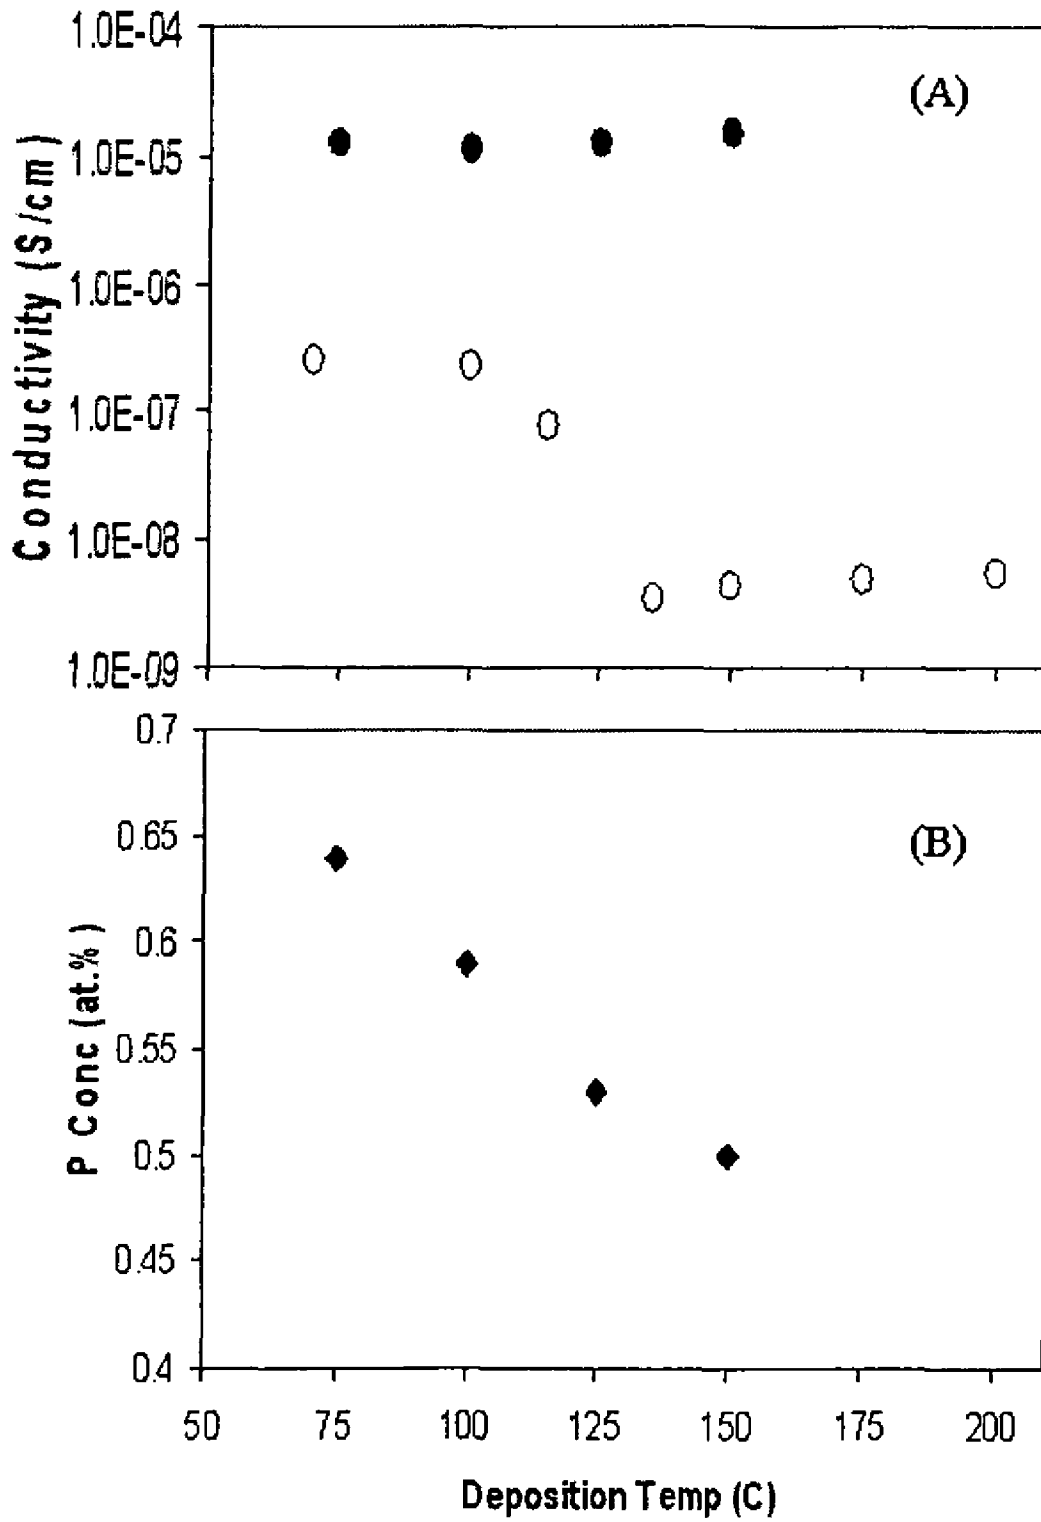 1.0E-04
(A)
1.0E-05
1.0E-06
1.0E-07
1.0E-08
1.0E-09
Conductivity (S/cm)
0.7
0.65
(B)
0.6
0.55
0.5
0.45
0.4
P Conc (at.%)
50 75 100 125 150 175 200
Deposition Temp (C)